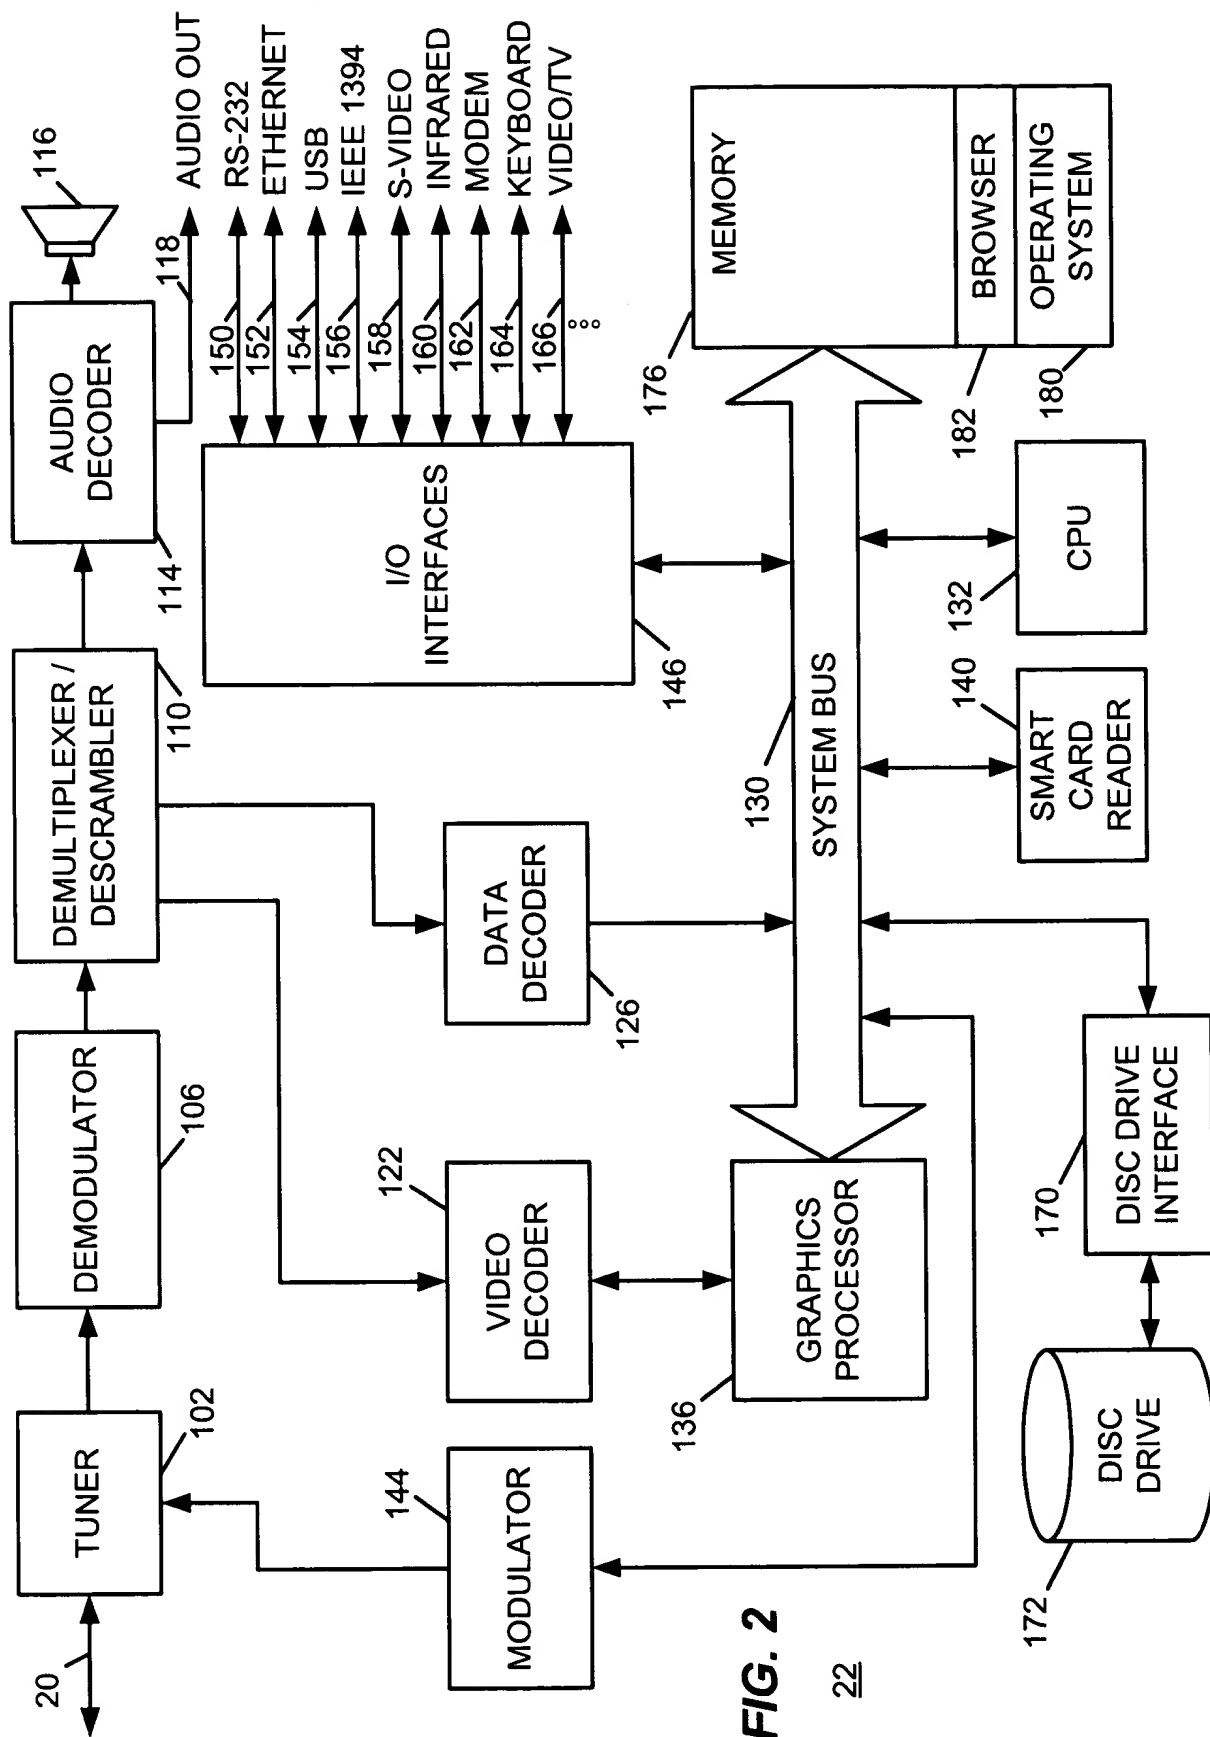 20
TUNER
102
DEMODULATOR
106
DEMULTIPLEXER /
DESCRAMBLER
110
AUDIO
DECODER
114
116
118
AUDIO OUT
MODULATOR
144
VIDEO
DECODER
122
DATA
DECODER
126
I/O
INTERFACES
146
150
RS-232
152
ETHERNET
154
USB
156
IEEE 1394
158
S-VIDEO
160
INFRARED
162
MODEM
164
KEYBOARD
166
VIDEO/TV
GRAPHICS
PROCESSOR
136
SYSTEM BUS
130
MEMORY
176
BROWSER
182
OPERATING
SYSTEM
180
DISC
DRIVE
172
DISC DRIVE
INTERFACE
170
SMART
CARD
READER
140
CPU
132
FIG. 2
22